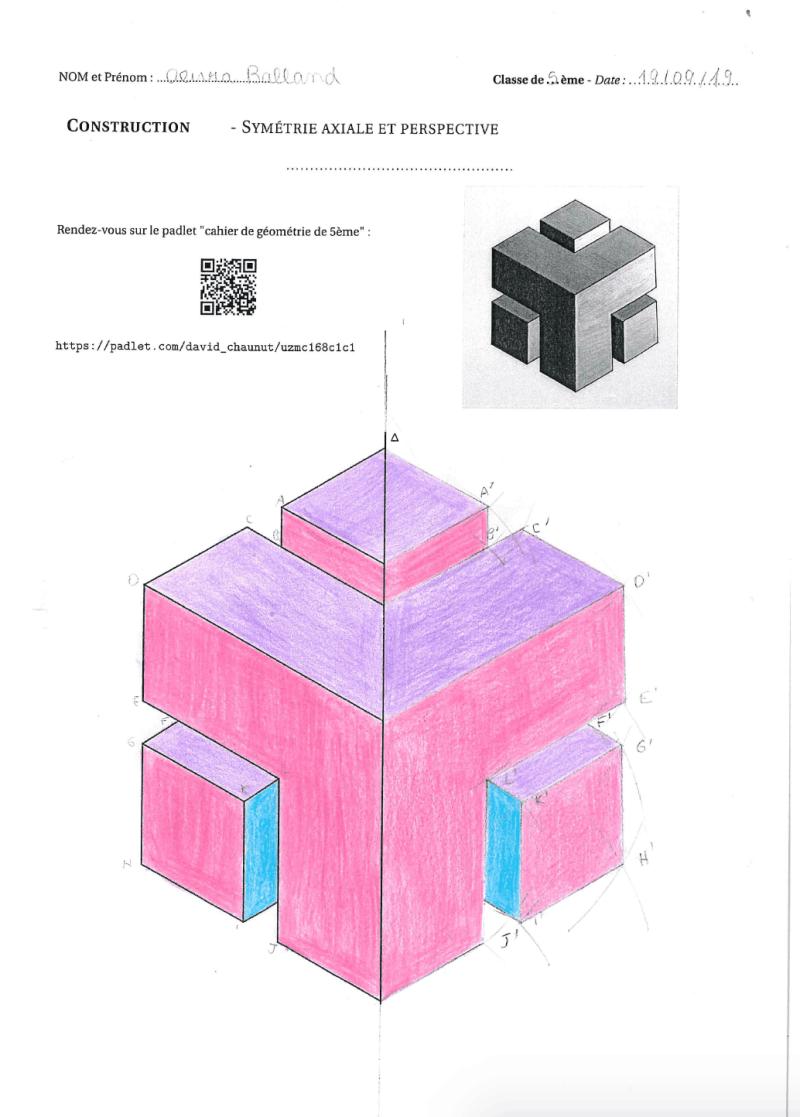 NOM et Prénom : Balland
Classe de 5ème - Date : 19/09/19
CONSTRUCTION - SYMÉTRIE AXIALE ET PERSPECTIVE
Rendez-vous sur le padlet "cahier de géométrie de 5ème" :
https://padlet.com/david_chaunut/uzmc168c1c1
Δ
A A'
B B'
C C'
D D'
E E'
F F'
G G'
L'
K K'
H H'
I I'
J J'